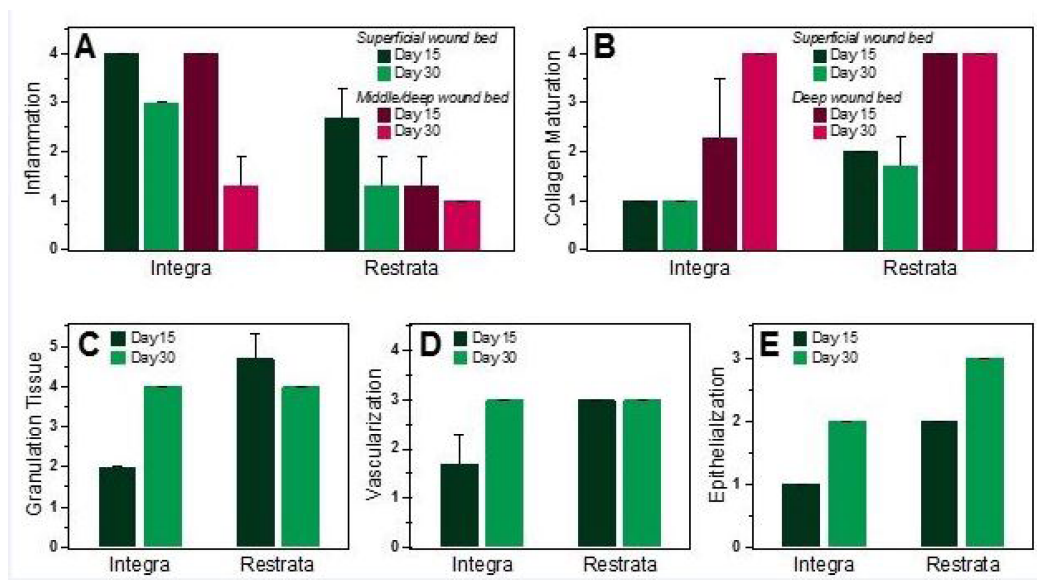 A
Superficial wound bed
Day 15
Day 30
Middle/deep wound bed
Day 15
Day 30
Inflammation
4
3
2
1
0
Integra
Restrata
B
Superficial wound bed
Day 15
Day 30
Deep wound bed
Day 15
Day 30
Collagen Maturation
4
3
2
1
0
Integra
Restrata
C
Day 15
Day 30
Granulation Tissue
5
4
3
2
1
0
Integra
Restrata
D
Day 15
Day 30
Vascularization
4
3
2
1
0
Integra
Restrata
E
Day 15
Day 30
Epithelialization
3
2
1
0
Integra
Restrata